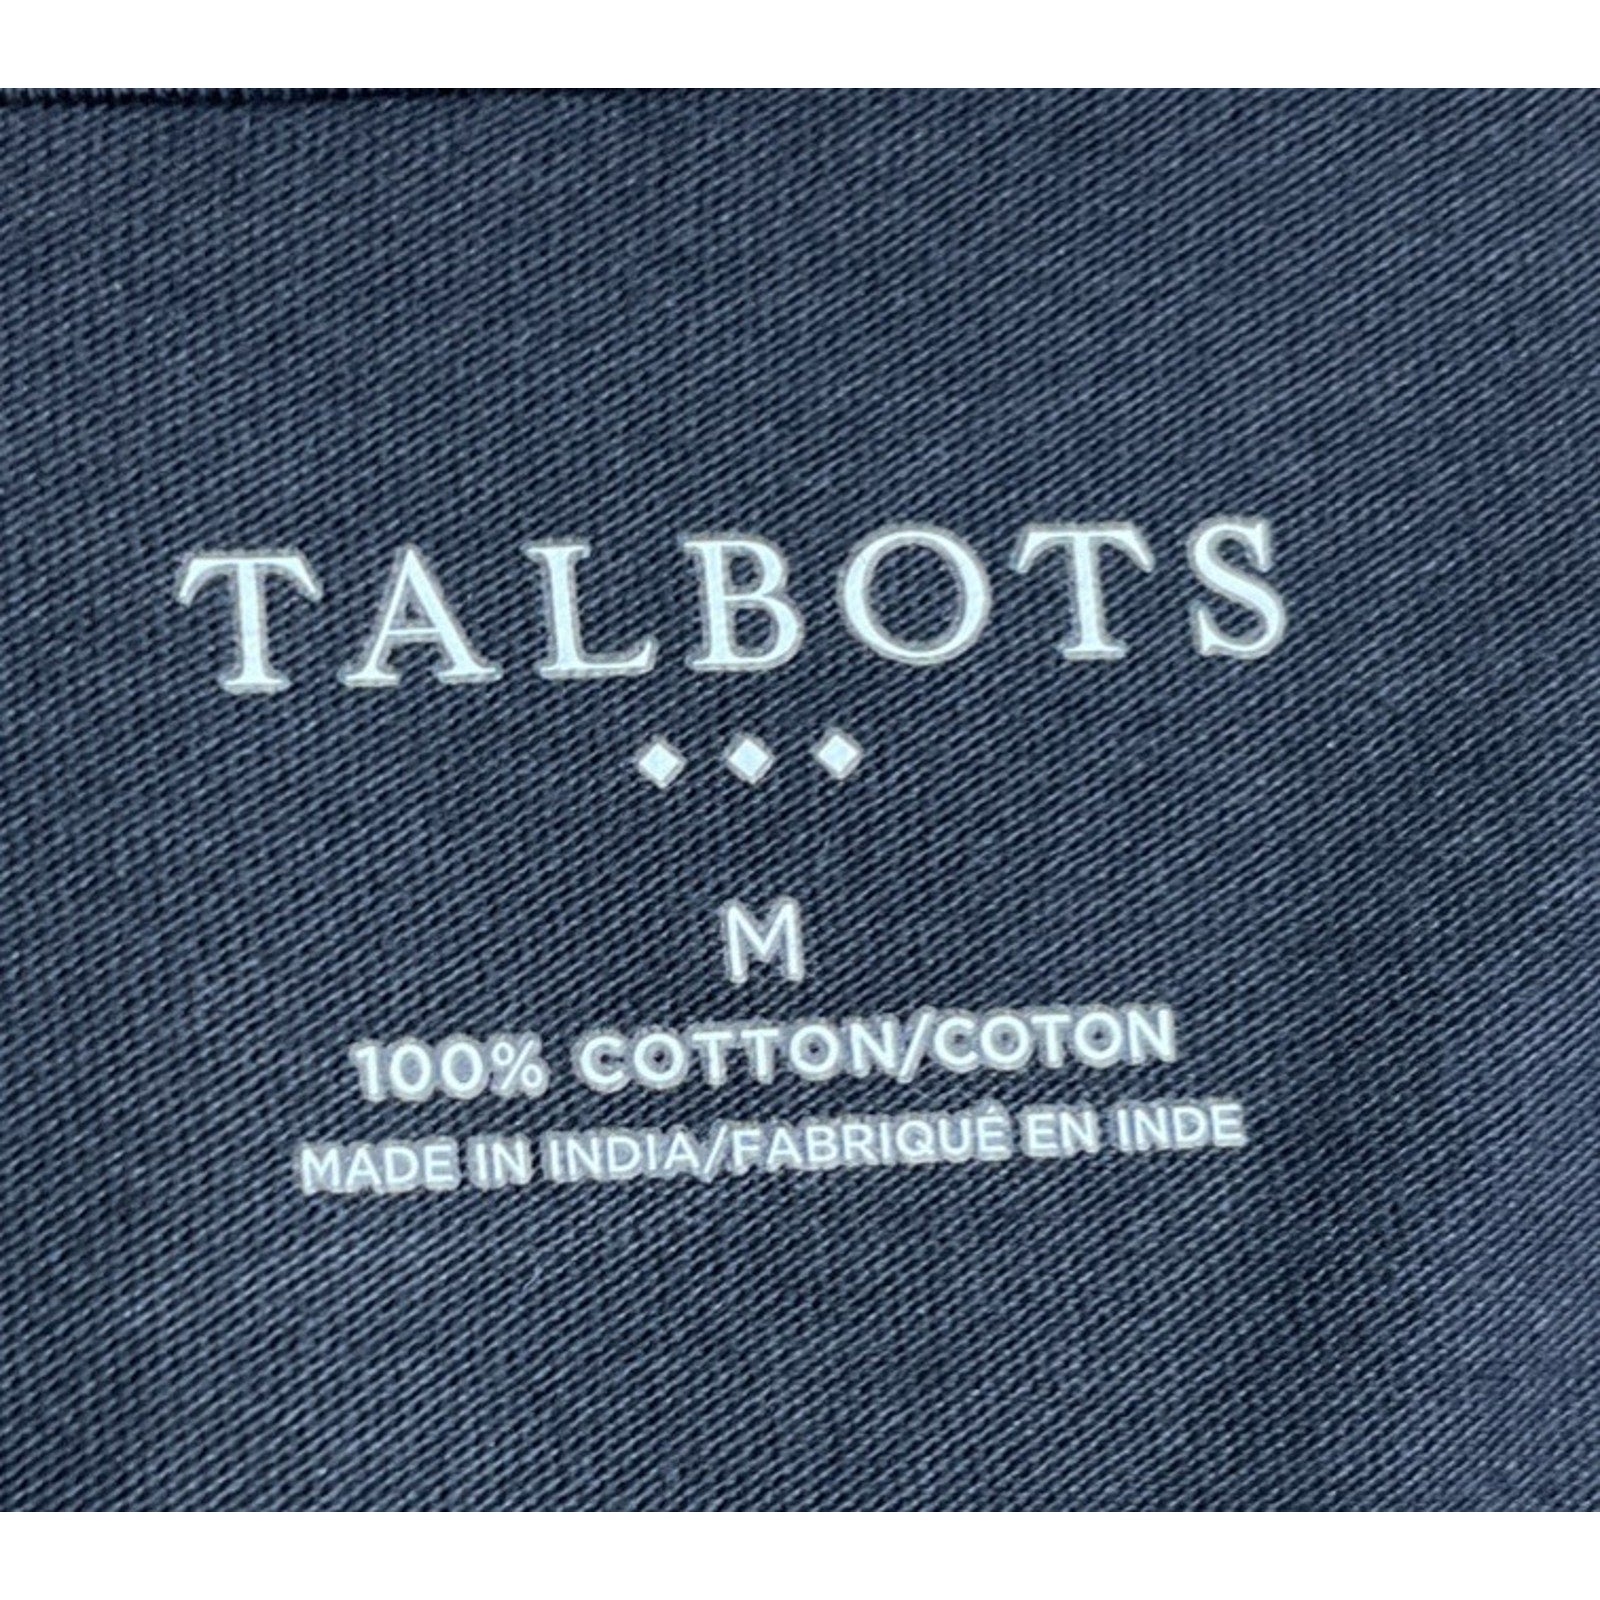 TALBOTS
M
100% COTTON/COTON
MADE IN INDIA/FABRIQUÉ EN INDE